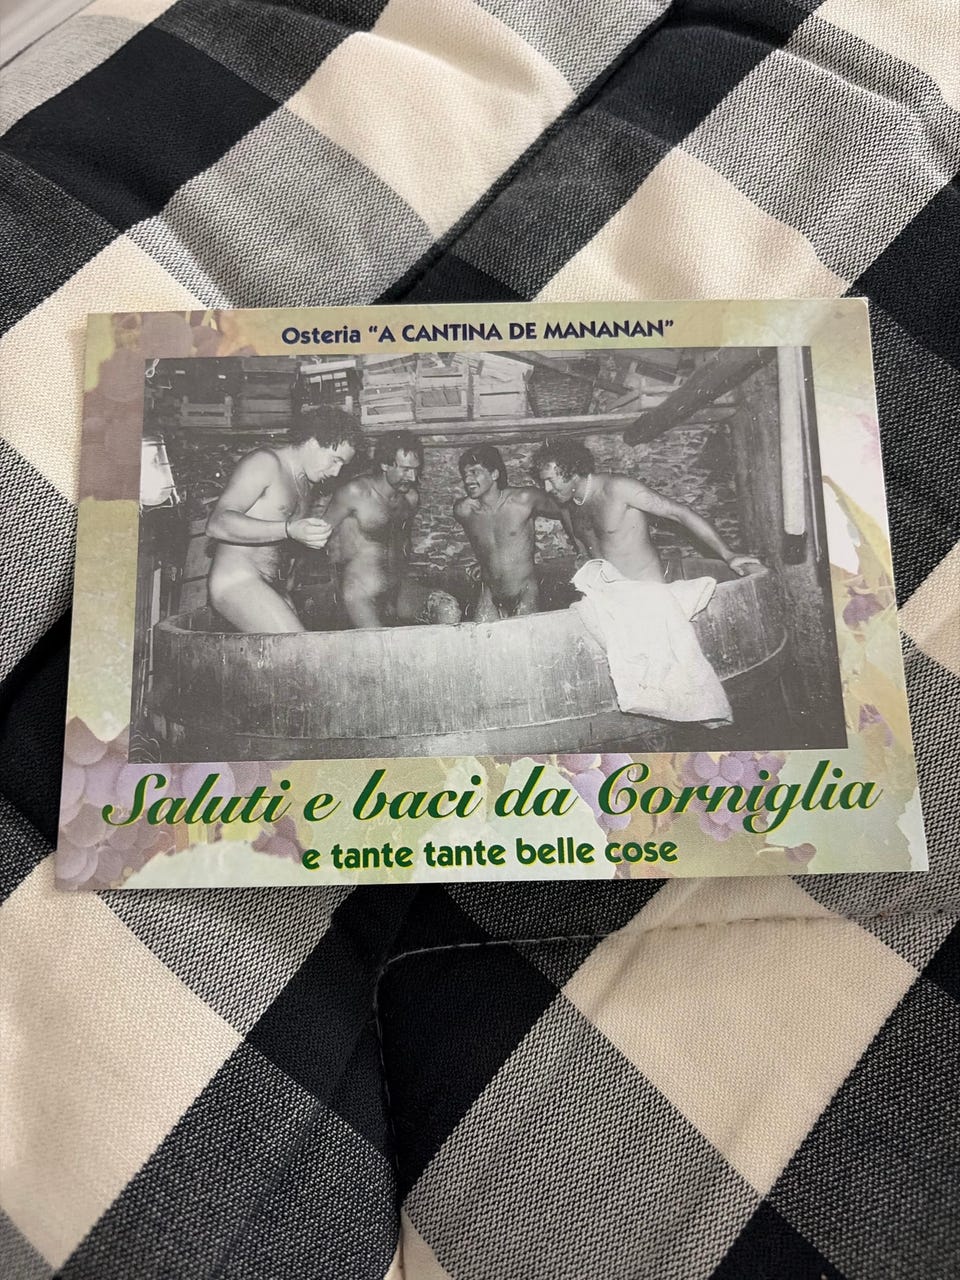 Osteria “A CANTINA DE MANANAN”
Saluti e baci da Corniglia
e tante tante belle cose